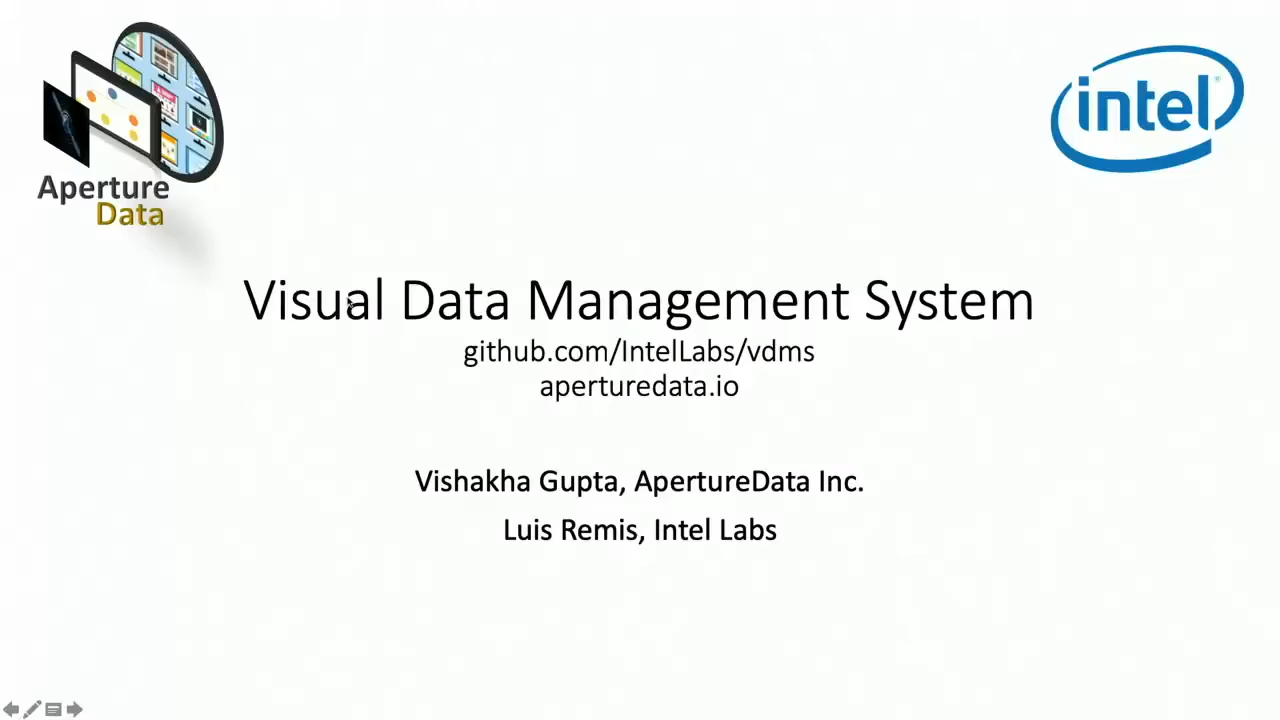 Aperture
Data
intel
Visual Data Management System
github.com/IntelLabs/vdms
aperturedata.io
Vishakha Gupta, ApertureData Inc.
Luis Remis, Intel Labs